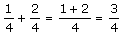 1/4 + 2/4 = (1 + 2)/4 = 3/4